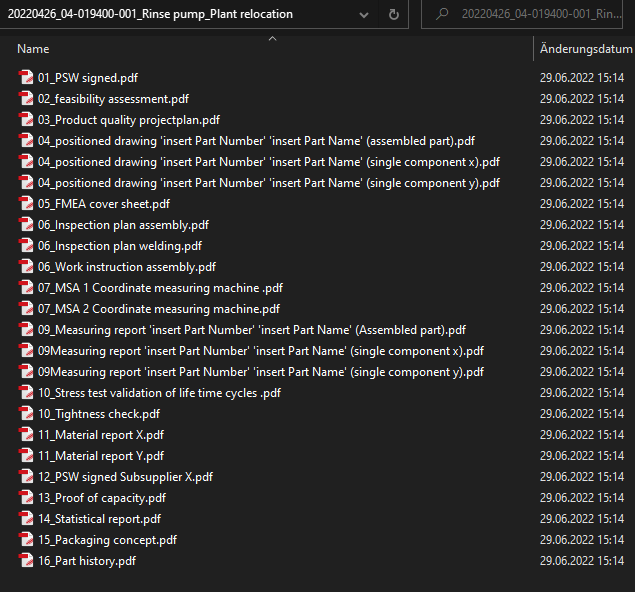 20220426_04-019400-001_Rinse pump_Plant relocation
20220426_04-019400-001_Rin...
Name Änderungsdatum
01_PSW signed.pdf 29.06.2022 15:14
02_feasibility assessment.pdf 29.06.2022 15:14
03_Product quality projectplan.pdf 29.06.2022 15:14
04_positioned drawing 'insert Part Number' 'insert Part Name' (assembled part).pdf 29.06.2022 15:14
04_positioned drawing 'insert Part Number' 'insert Part Name' (single component x).pdf 29.06.2022 15:14
04_positioned drawing 'insert Part Number' 'insert Part Name' (single component y).pdf 29.06.2022 15:14
05_FMEA cover sheet.pdf 29.06.2022 15:14
06_Inspection plan assembly.pdf 29.06.2022 15:14
06_Inspection plan welding.pdf 29.06.2022 15:14
06_Work instruction assembly.pdf 29.06.2022 15:14
07_MSA 1 Coordinate measuring machine .pdf 29.06.2022 15:14
07_MSA 2 Coordinate measuring machine.pdf 29.06.2022 15:14
09_Measuring report 'insert Part Number' 'insert Part Name' (Assembled part).pdf 29.06.2022 15:14
09Measuring report 'insert Part Number' 'insert Part Name' (single component x).pdf 29.06.2022 15:14
09Measuring report 'insert Part Number' 'insert Part Name' (single component y).pdf 29.06.2022 15:14
10_Stress test validation of life time cycles .pdf 29.06.2022 15:14
10_Tightness check.pdf 29.06.2022 15:14
11_Material report X.pdf 29.06.2022 15:14
11_Material report Y.pdf 29.06.2022 15:14
12_PSW signed Subsupplier X.pdf 29.06.2022 15:14
13_Proof of capacity.pdf 29.06.2022 15:14
14_Statistical report.pdf 29.06.2022 15:14
15_Packaging concept.pdf 29.06.2022 15:14
16_Part history.pdf 29.06.2022 15:14